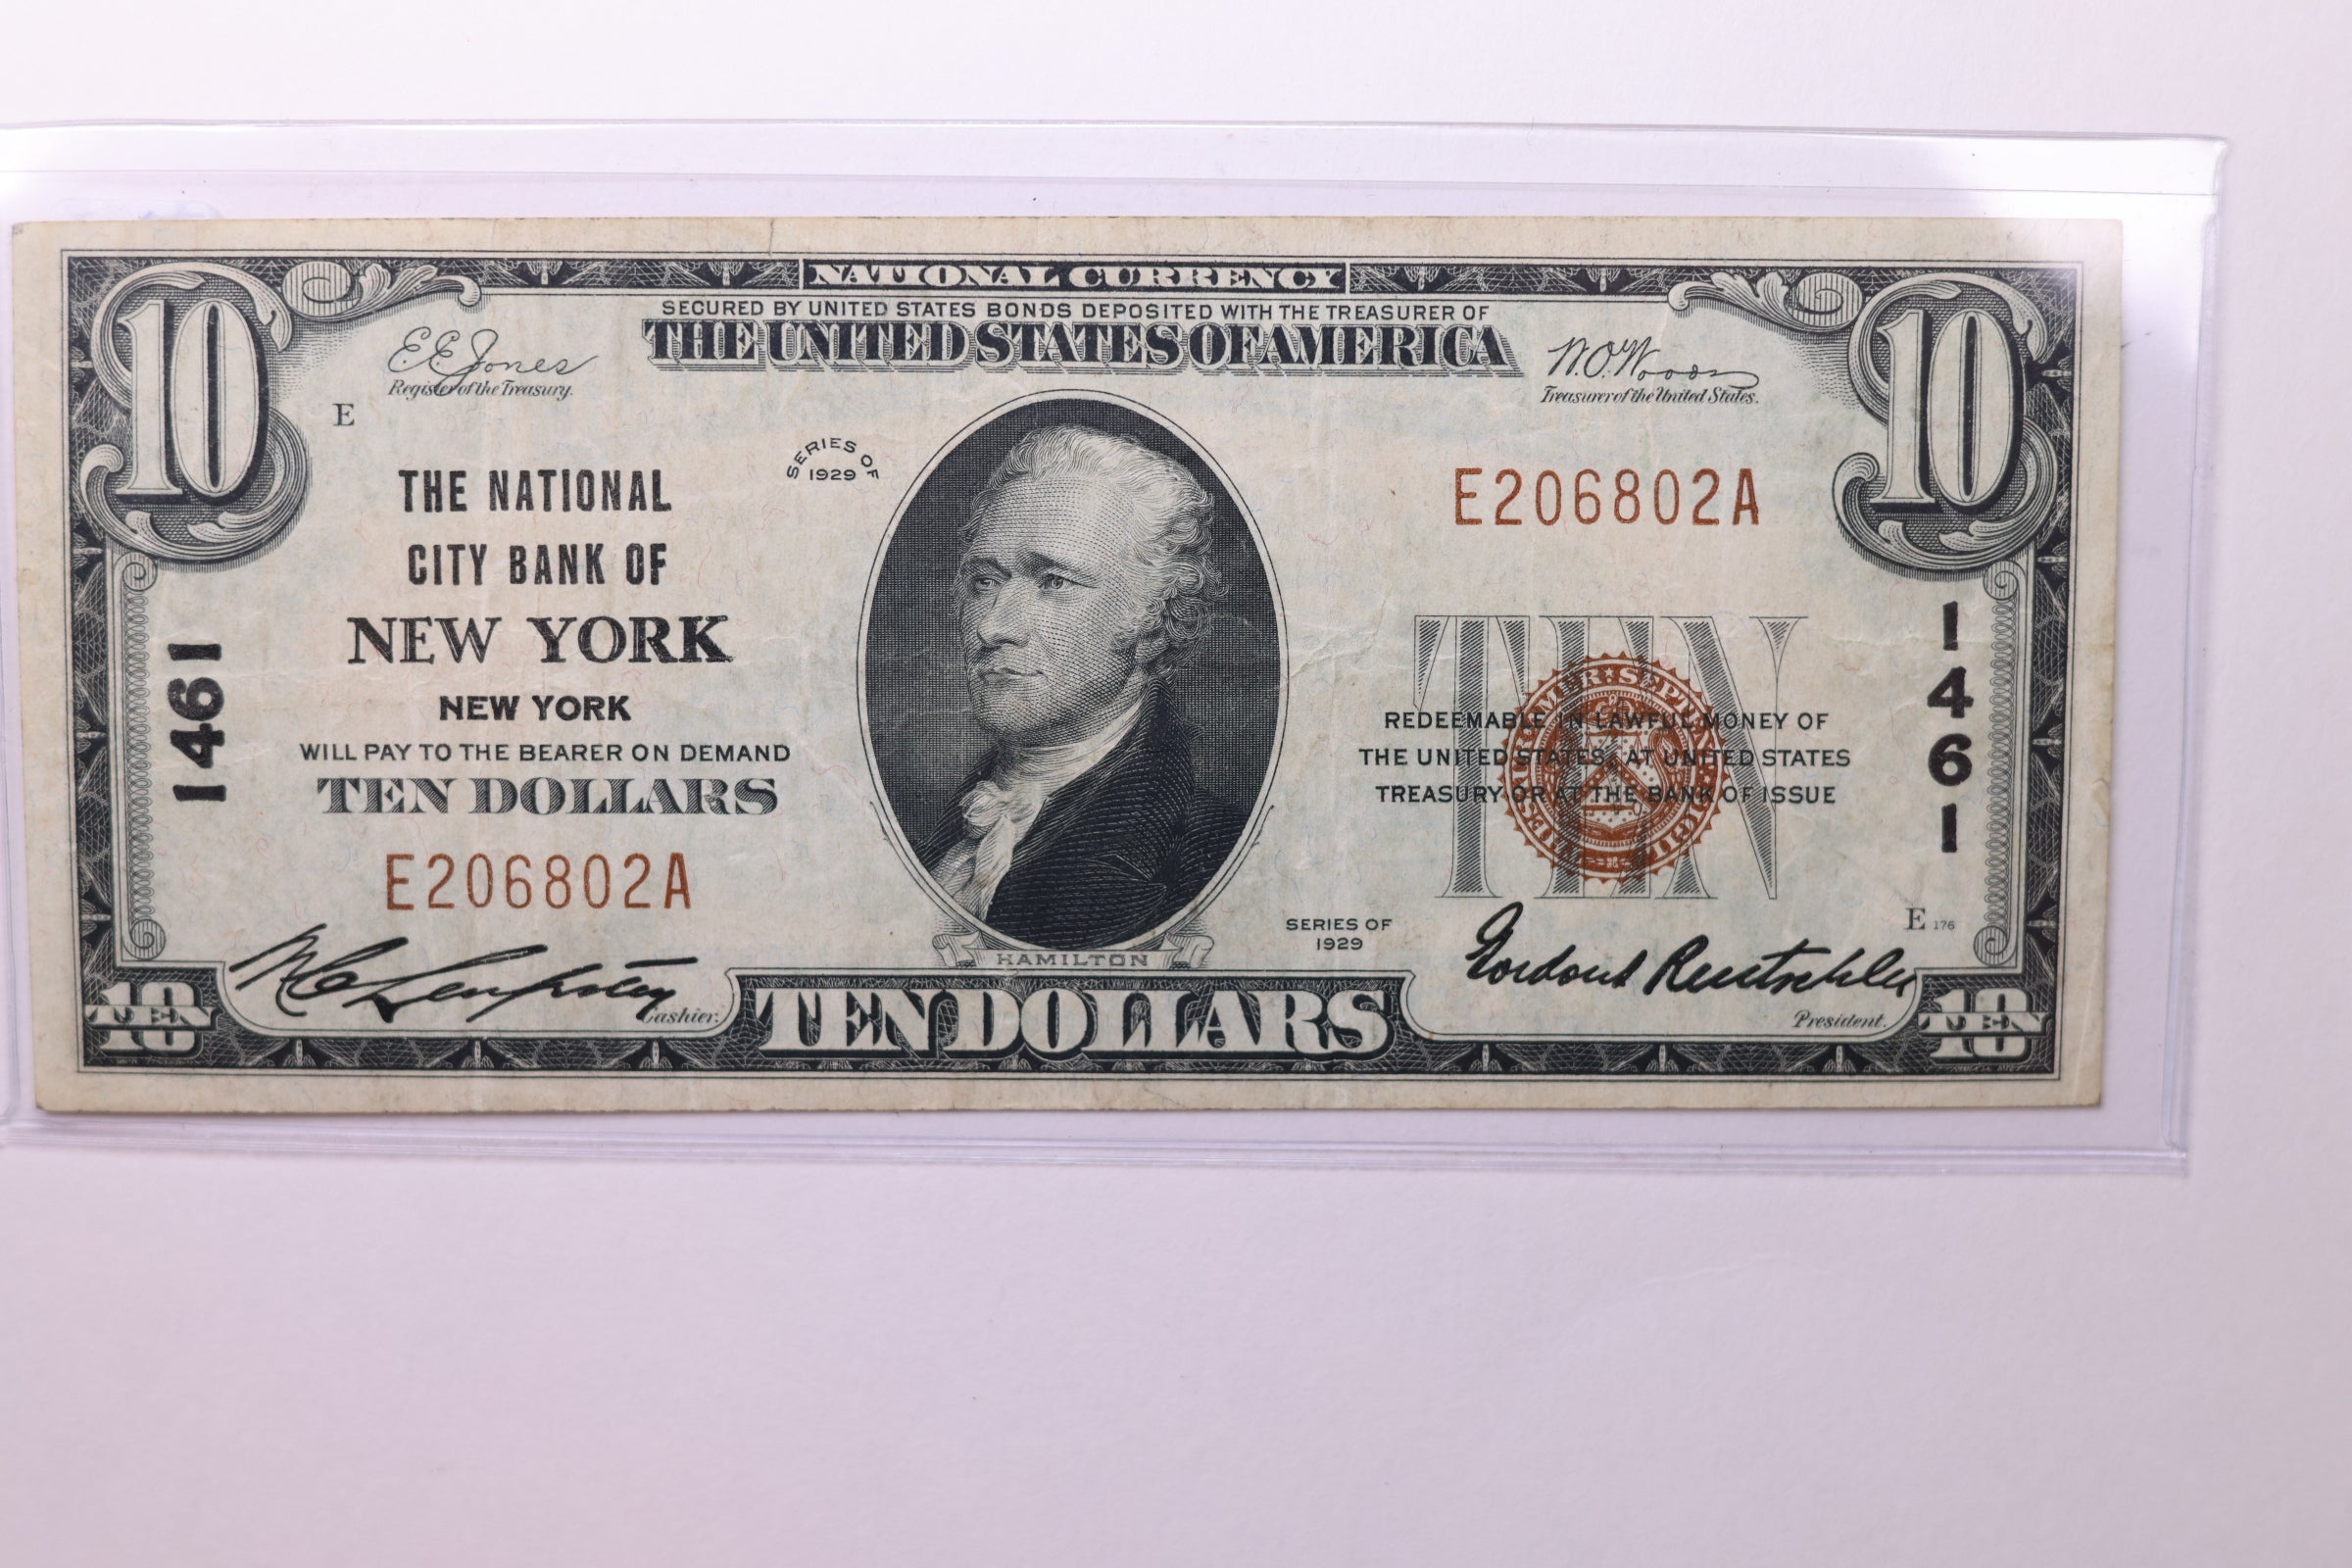 NATIONAL CURRENCY
SECURED BY UNITED STATES BONDS DEPOSITED WITH THE TREASURER OF
THE UNITED STATES OF AMERICA
10
10
E.E. Jones
Register of the Treasury.
W.O. Woods
Treasurer of the United States.
E
SERIES OF
1929
THE NATIONAL
CITY BANK OF
NEW YORK
NEW YORK
WILL PAY TO THE BEARER ON DEMAND
TEN DOLLARS
E206802A
1461
E206802A
TEN
REDEEMABLE IN LAWFUL MONEY OF
THE UNITED STATES, AT UNITED STATES
TREASURY OR AT THE BANK OF ISSUE
1461
E 176
SERIES OF
1929
HAMILTON
Cashier.
Gordon S Rentschler
President.
10
TEN
TEN DOLLARS
10
TEN